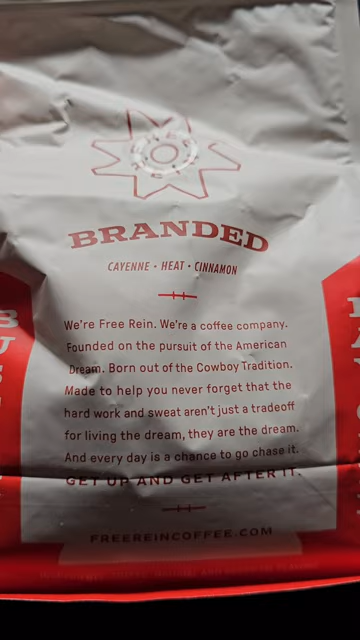 BRANDED
CAYENNE • HEAT • CINNAMON
We're Free Rein. We're a coffee company.
Founded on the pursuit of the American
Dream. Born out of the Cowboy Tradition.
Made to help you never forget that the
hard work and sweat aren't just a tradeoff
for living the dream, they are the dream.
And every day is a chance to go chase it.
GET UP AND GET AFTER IT.
FREEREINCOFFEE.COM